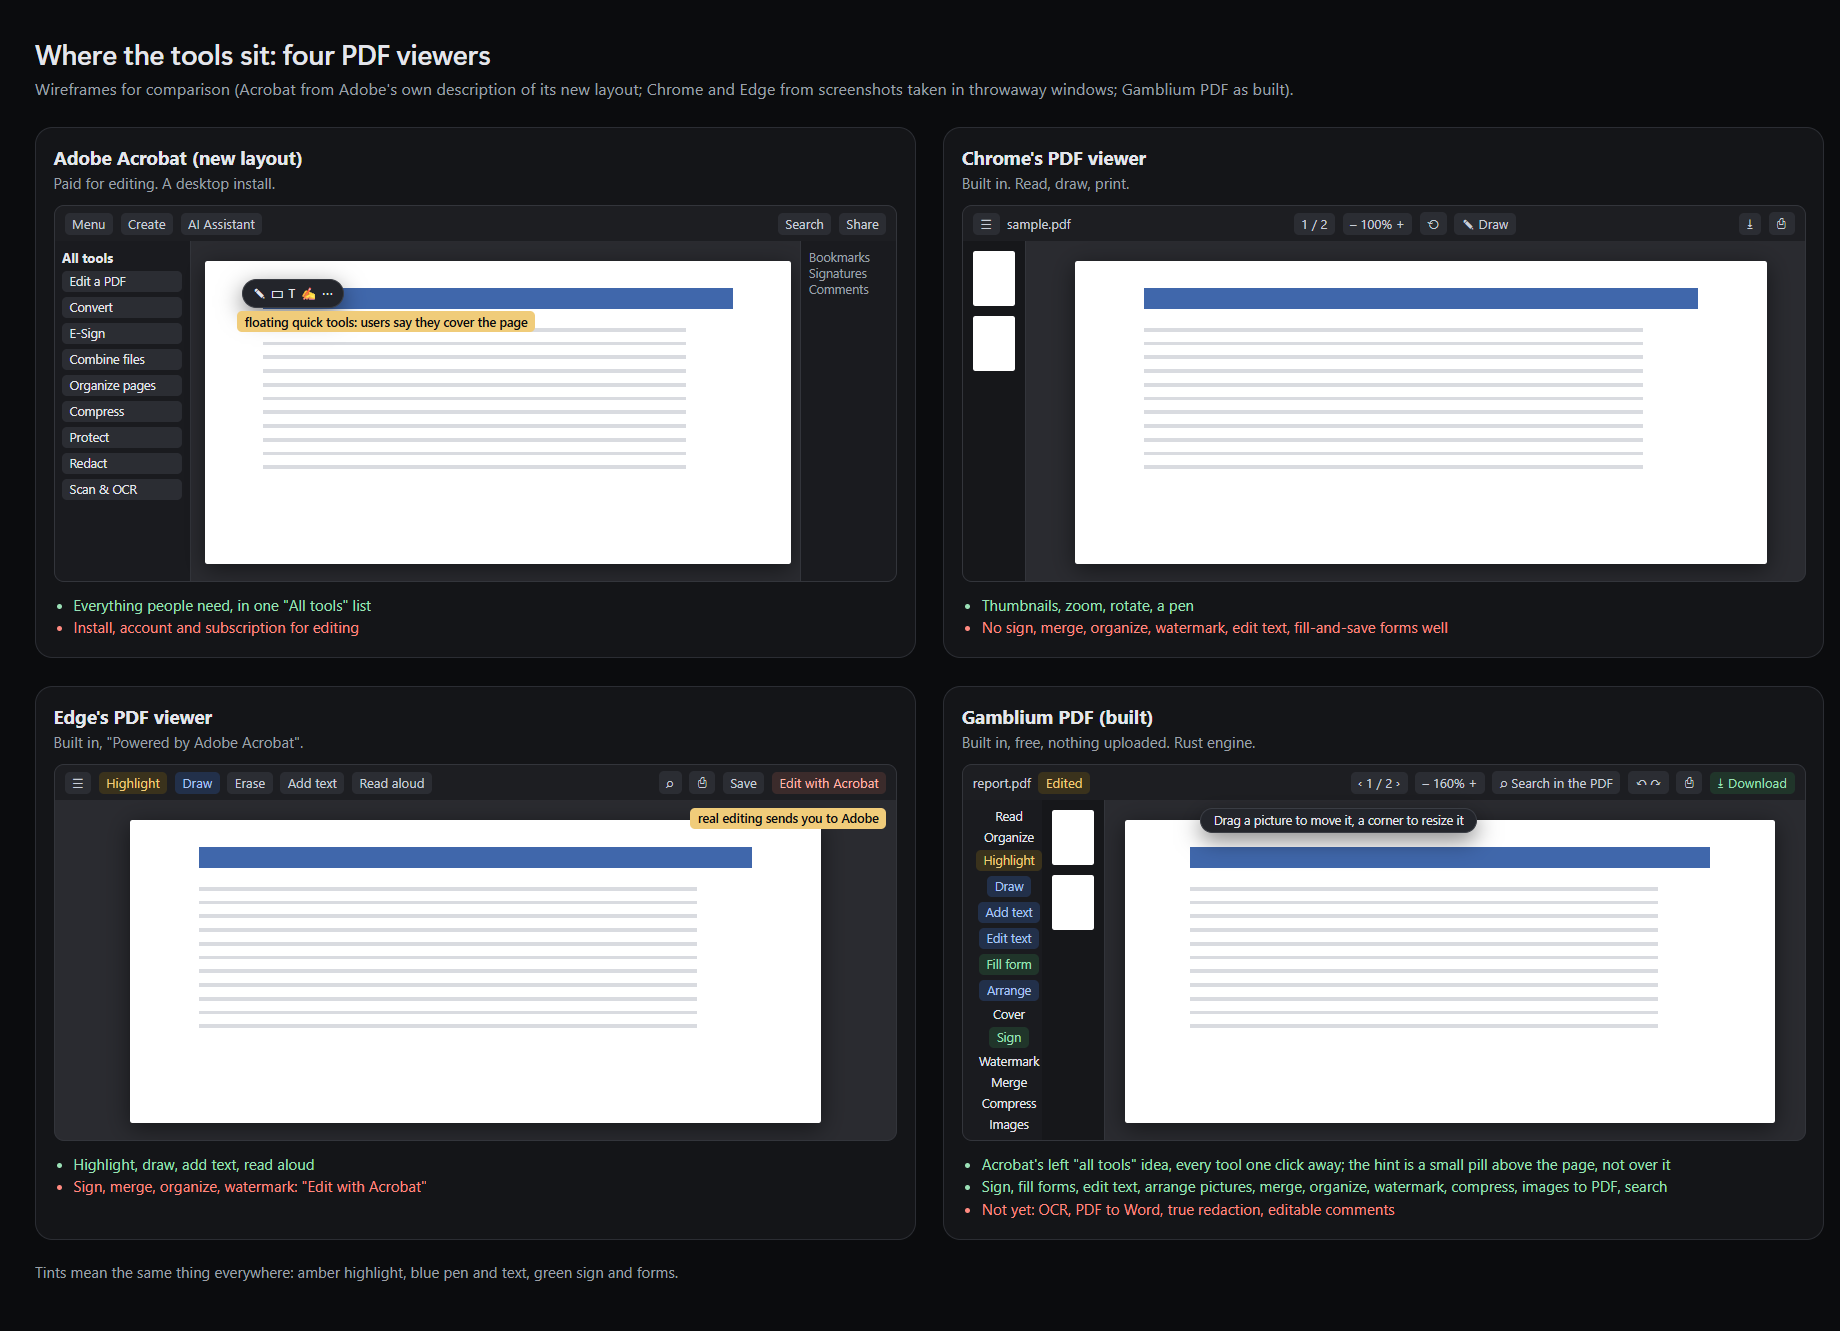 Where the tools sit: four PDF viewers
Wireframes for comparison (Acrobat from Adobe's own description of its new layout; Chrome and Edge from screenshots taken in throwaway windows; Gamblium PDF as built).
Adobe Acrobat (new layout)
Paid for editing. A desktop install.
Menu Create AI Assistant Search Share
All tools
Edit a PDF
Convert
E-Sign
Combine files
Organize pages
Compress
Protect
Redact
Scan & OCR
T ···
floating quick tools: users say they cover the page
Bookmarks
Signatures
Comments
• Everything people need, in one "All tools" list
• Install, account and subscription for editing
Chrome's PDF viewer
Built in. Read, draw, print.
☰ sample.pdf 1 / 2 – 100% + Draw
• Thumbnails, zoom, rotate, a pen
• No sign, merge, organize, watermark, edit text, fill-and-save forms well
Edge's PDF viewer
Built in, "Powered by Adobe Acrobat".
☰ Highlight Draw Erase Add text Read aloud Save Edit with Acrobat
real editing sends you to Adobe
• Highlight, draw, add text, read aloud
• Sign, merge, organize, watermark: "Edit with Acrobat"
Gamblium PDF (built)
Built in, free, nothing uploaded. Rust engine.
report.pdf Edited ‹ 1 / 2 › – 160% + Search in the PDF Download
Read
Organize
Highlight
Draw
Add text
Edit text
Fill form
Arrange
Cover
Sign
Watermark
Merge
Compress
Images
Drag a picture to move it, a corner to resize it
• Acrobat's left "all tools" idea, every tool one click away; the hint is a small pill above the page, not over it
• Sign, fill forms, edit text, arrange pictures, merge, organize, watermark, compress, images to PDF, search
• Not yet: OCR, PDF to Word, true redaction, editable comments
Tints mean the same thing everywhere: amber highlight, blue pen and text, green sign and forms.